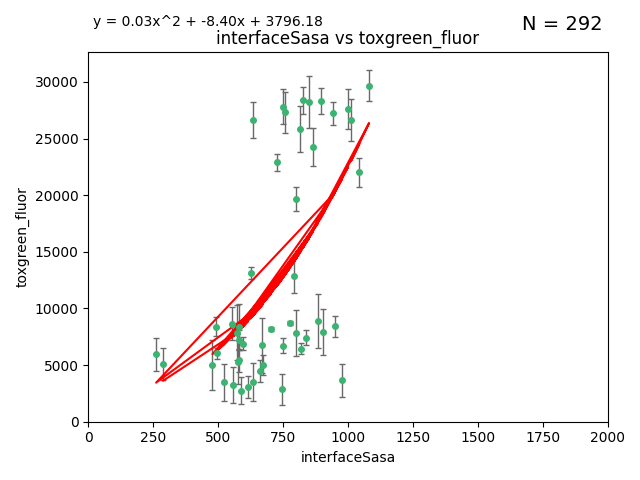 y = 0.03x^2 + -8.40x + 3796.18
N = 292
interfaceSasa vs toxgreen_fluor
toxgreen_fluor
30000
25000
20000
15000
10000
5000
0
0 250 500 750 1000 1250 1500 1750 2000
interfaceSasa